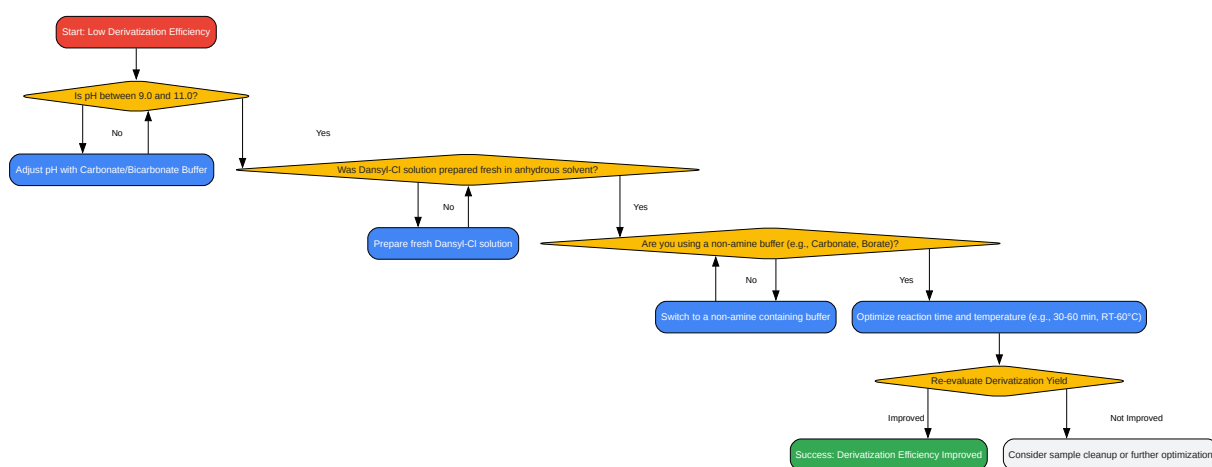 Start: Low Derivatization Efficiency
Is pH between 9.0 and 11.0?
No
Yes
Adjust pH with Carbonate/Bicarbonate Buffer
Was Dansyl-Cl solution prepared fresh in anhydrous solvent?
No
Yes
Prepare fresh Dansyl-Cl solution
Are you using a non-amine buffer (e.g., Carbonate, Borate)?
No
Yes
Switch to a non-amine containing buffer
Optimize reaction time and temperature (e.g., 30-60 min, RT-60°C)
Re-evaluate Derivatization Yield
Improved
Not Improved
Success: Derivatization Efficiency Improved
Consider sample cleanup or further optimization